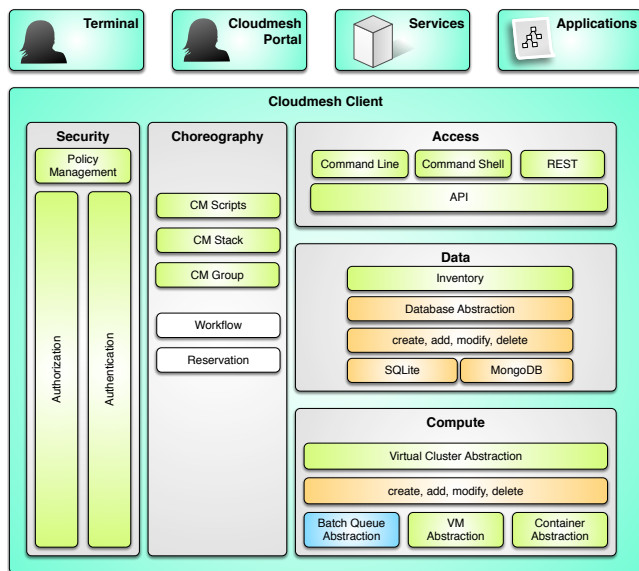 Terminal
Cloudmesh
Portal
Services
Applications
Cloudmesh Client
Security
Policy
Management
Authorization
Authentication
Choreography
CM Scripts
CM Stack
CM Group
Workflow
Reservation
Access
Command Line
Command Shell
REST
API
Data
Inventory
Database Abstraction
create, add, modify, delete
SQLite
MongoDB
Compute
Virtual Cluster Abstraction
create, add, modify, delete
Batch Queue
Abstraction
VM
Abstraction
Container
Abstraction